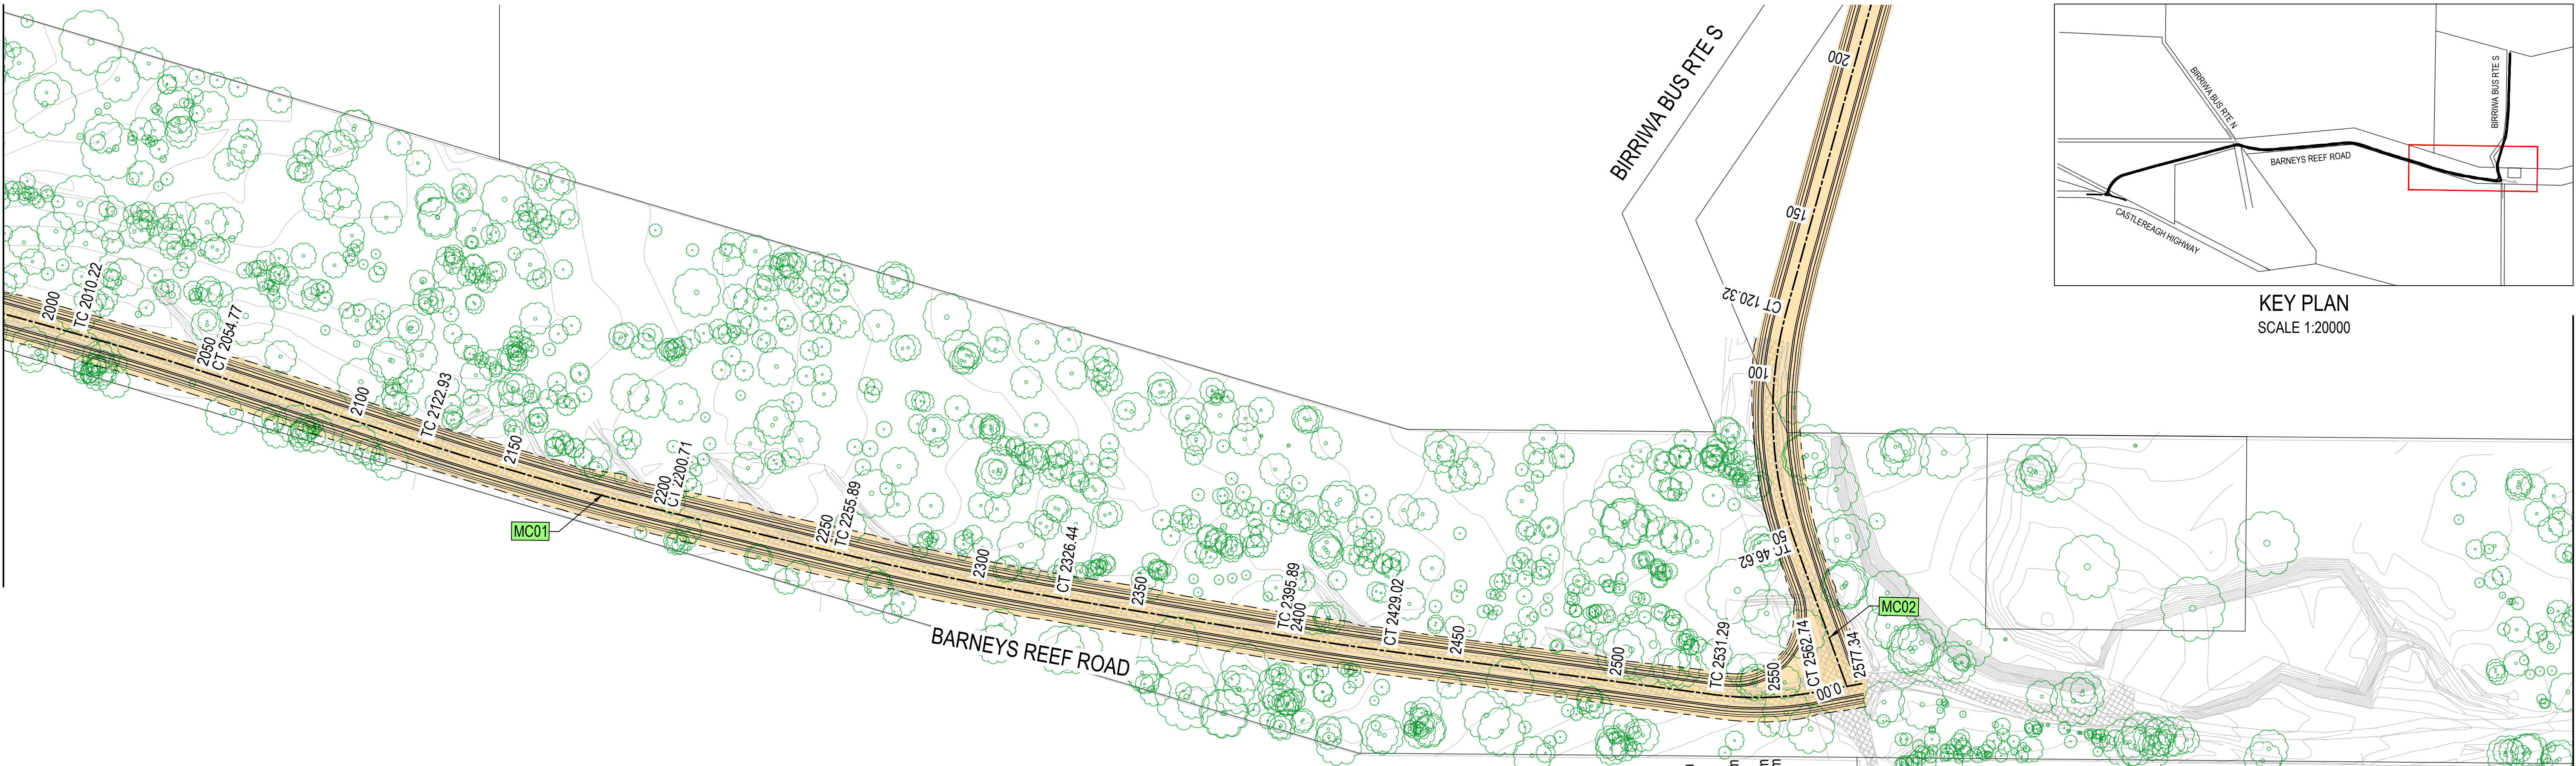 2000
TC 2010.22
2050
CT 2054.77
2100
TC 2122.93
2150
MC01
2200
CT 2200.71
2250
TC 2255.89
2300
CT 2326.44
2350
TC 2395.89
2400
CT 2429.02
2450
2500
TC 2531.29
2550
CT 2562.74
2577.34
BARNEYS REEF ROAD
0.00
MC02
TC 46.62
50
100
CT 120.32
150
200
BIRRIWA BUS RTE S
BIRRIWA BUS RTE N
BIRRIWA BUS RTE S
BARNEYS REEF ROAD
CASTLEREAGH HIGHWAY
KEY PLAN
SCALE 1:20000